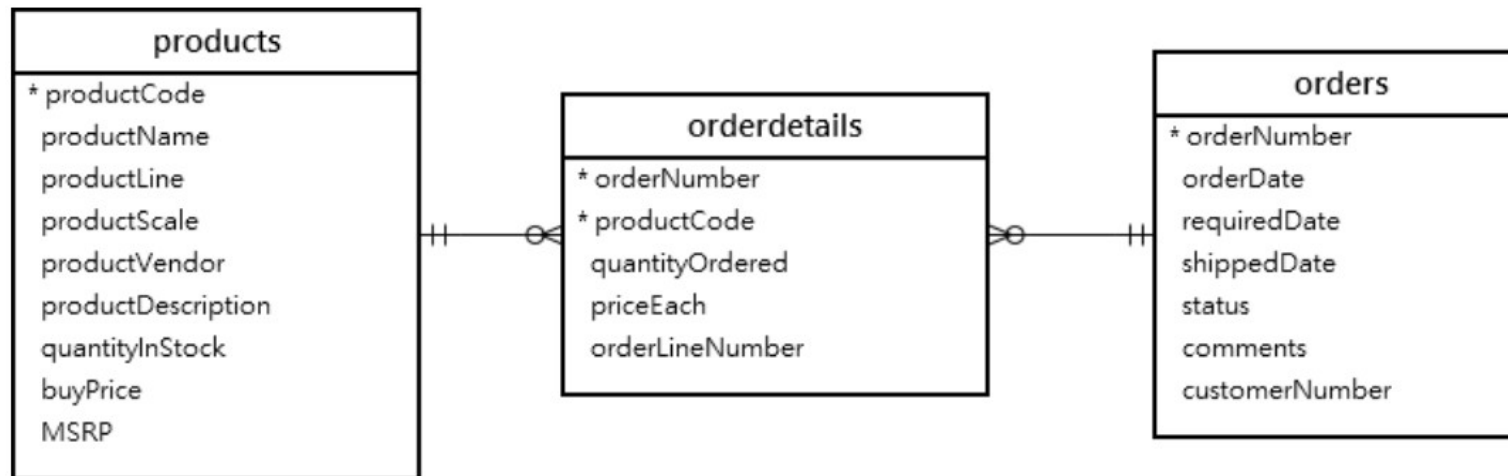 products
* productCode
productName
productLine
productScale
productVendor
productDescription
quantityInStock
buyPrice
MSRP
orderdetails
* orderNumber
* productCode
quantityOrdered
priceEach
orderLineNumber
orders
* orderNumber
orderDate
requiredDate
shippedDate
status
comments
customerNumber